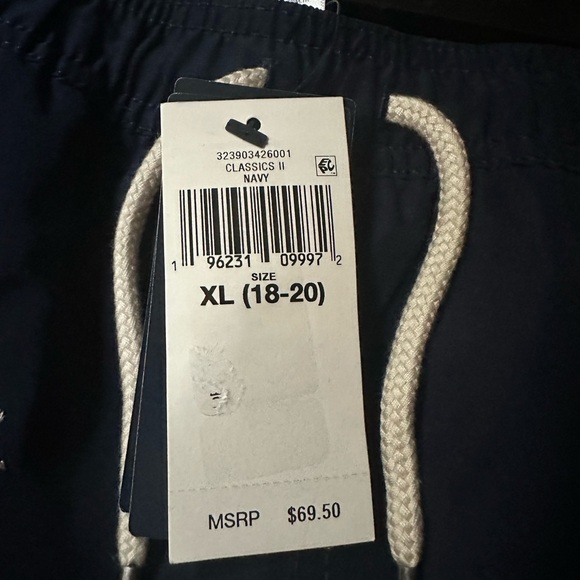 323903426001
CLASSICS II
NAVY
1 96231 09997 2
SIZE
XL (18-20)
MSRP $69.50